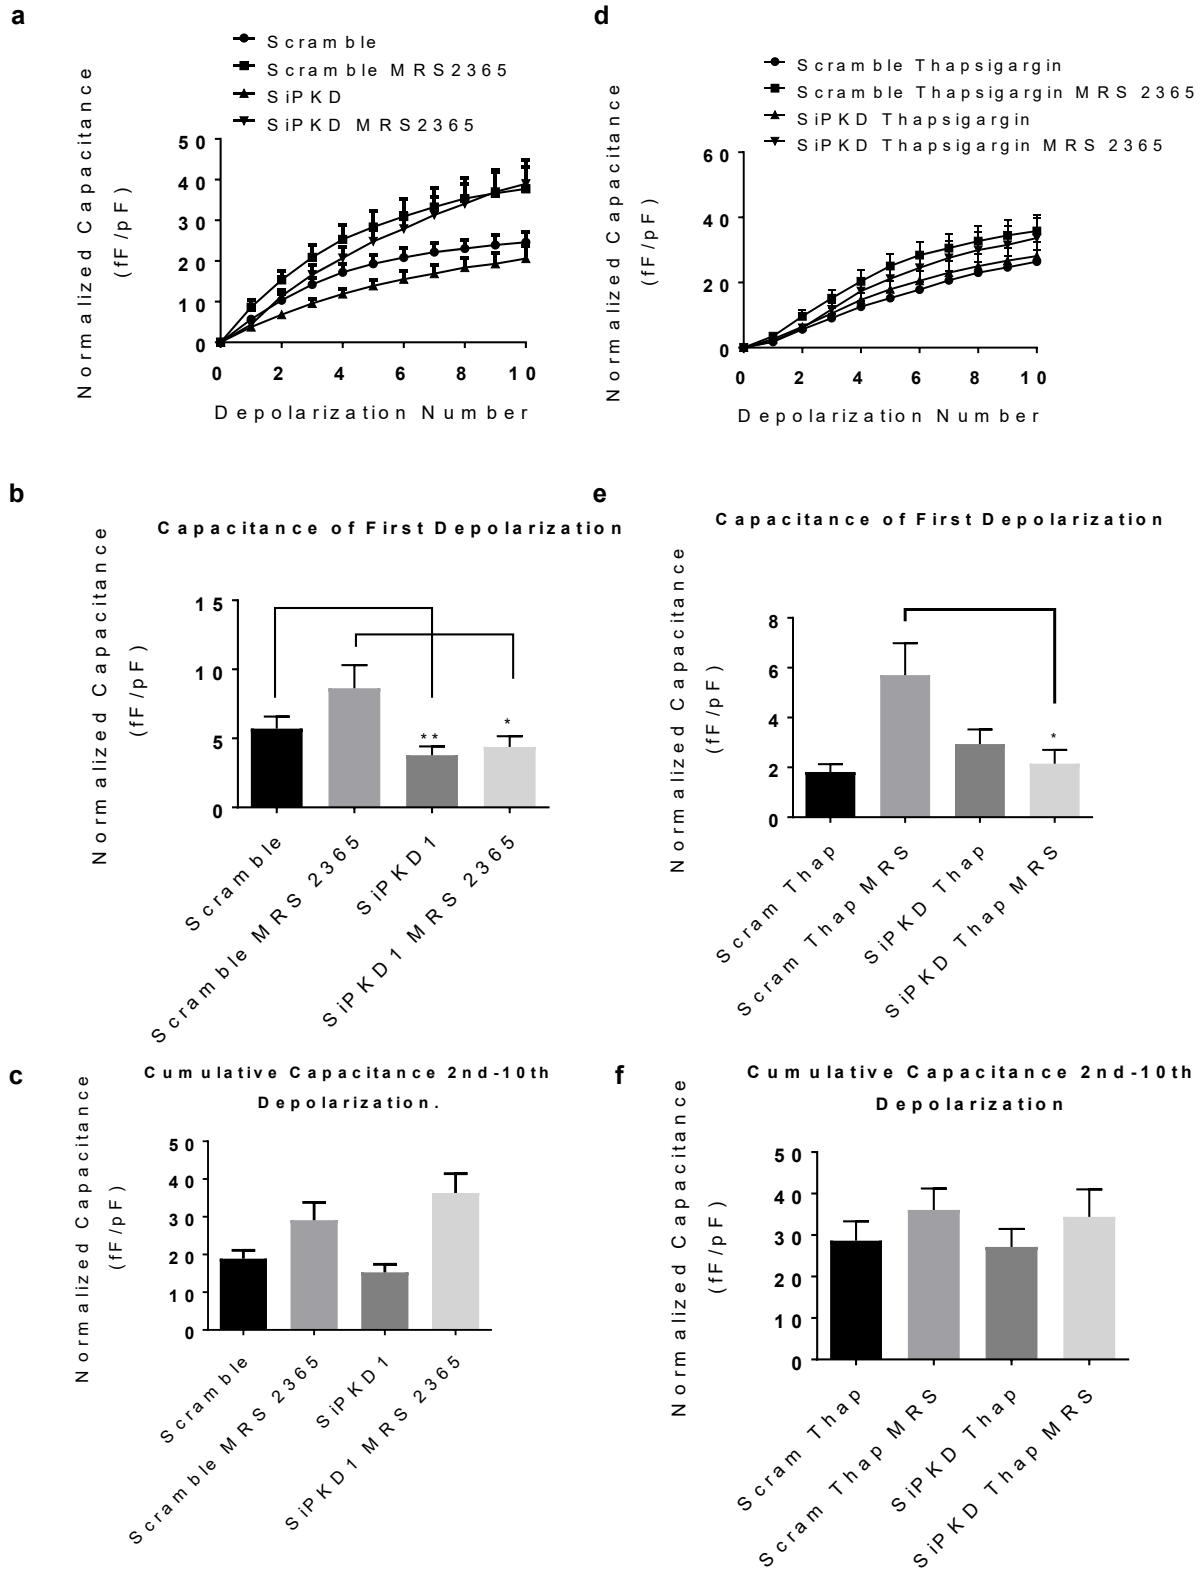 a
Scramble
Scramble MRS2365
SiPKD
SiPKD MRS2365
Normalized Capacitance
(fF/pF)
50
40
30
20
10
0
0 2 4 6 8 10
Depolarization Number
d
Scramble Thapsigargin
Scramble Thapsigargin MRS 2365
SiPKD Thapsigargin
SiPKD Thapsigargin MRS 2365
Normalized Capacitance
(fF/pF)
60
40
20
0
0 2 4 6 8 10
Depolarization Number
b
Capacitance of First Depolarization
Normalized Capacitance
(fF/pF)
15
10
5
0
**
*
Scramble
Scramble MRS 2365
SiPKD1
SiPKD1 MRS 2365
e
Capacitance of First Depolarization
Normalized Capacitance
(fF/pF)
8
6
4
2
0
*
Scram Thap
Scram Thap MRS
SiPKD Thap
SiPKD Thap MRS
c
Cumulative Capacitance 2nd-10th
Depolarization.
Normalized Capacitance
(fF/pF)
50
40
30
20
10
0
Scramble
Scramble MRS 2365
SiPKD1
SiPKD1 MRS 2365
f
Cumulative Capacitance 2nd-10th
Depolarization
Normalized Capacitance
(fF/pF)
50
40
30
20
10
0
Scram Thap
Scram Thap MRS
SiPKD Thap
SiPKD Thap MRS